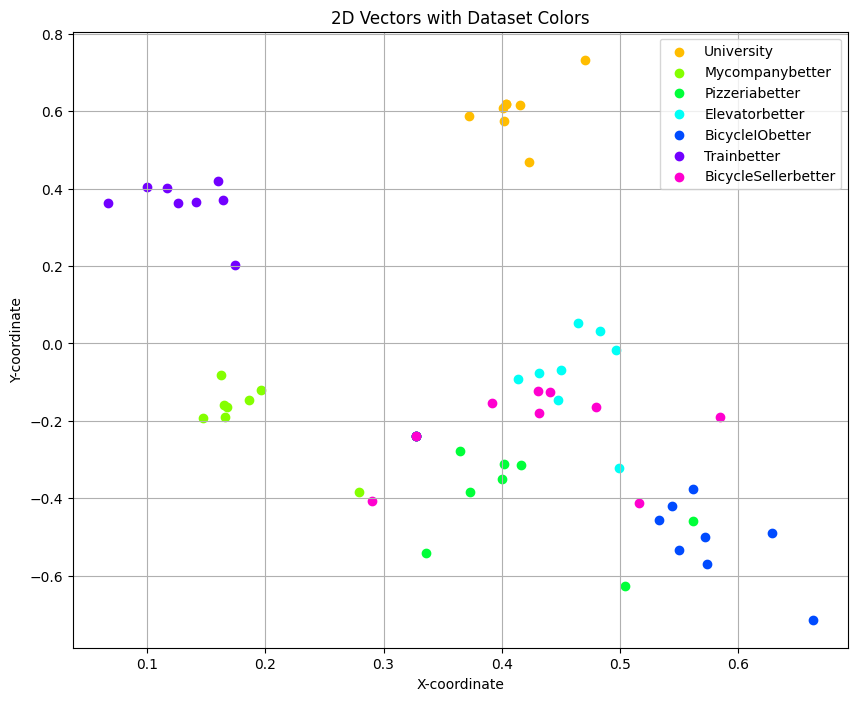 2D Vectors with Dataset Colors
University
Mycompanybetter
Pizzeriabetter
Elevatorbetter
BicycleIObetter
Trainbetter
BicycleSellerbetter
0.8
0.6
0.4
0.2
0.0
−0.2
−0.4
−0.6
Y-coordinate
0.1 0.2 0.3 0.4 0.5 0.6
X-coordinate